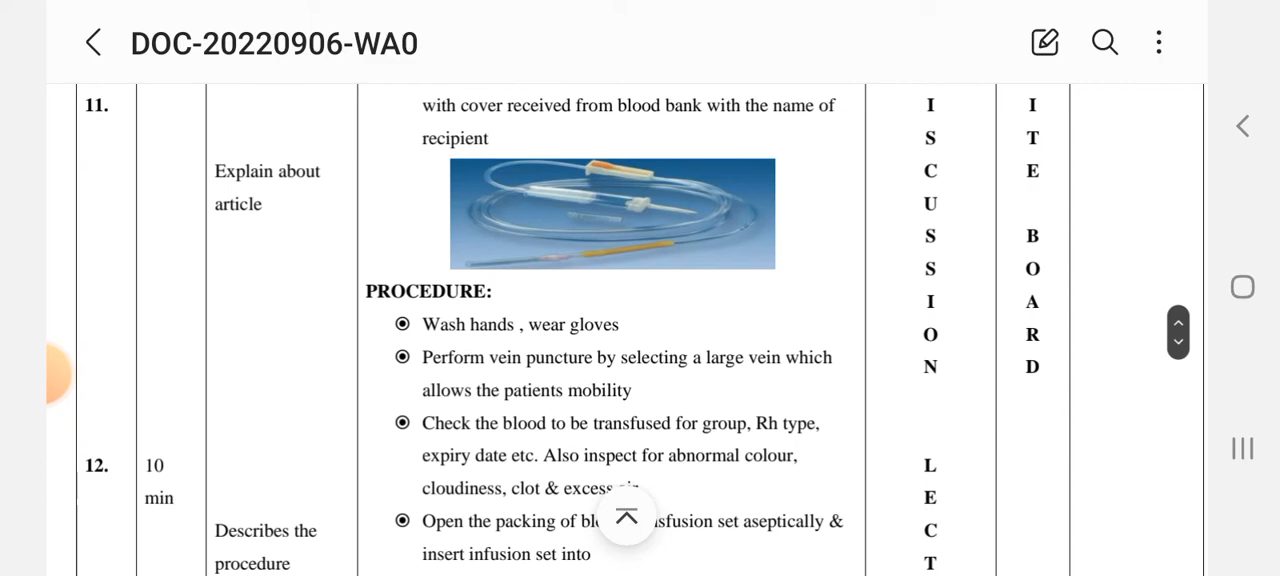 DOC-20220906-WA0
11.
with cover received from blood bank with the name of
recipient
Explain about
article
PROCEDURE:
Wash hands , wear gloves
Perform vein puncture by selecting a large vein which
allows the patients mobility
Check the blood to be transfused for group, Rh type,
expiry date etc. Also inspect for abnormal colour,
cloudiness, clot & excess
12.
10
min
Describes the
procedure
Open the packing of set aseptically &
insert infusion set into
I
S
C
U
S
S
I
O
N
L
E
C
T
I
T
E
B
O
A
R
D